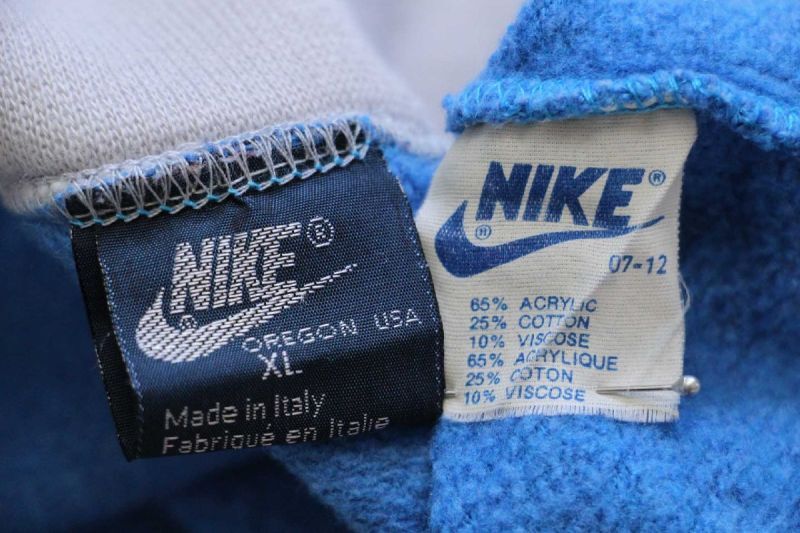 NIKE ®
®
OREGON USA
XL
Made in Italy
Fabriqué en Italie
NIKE ®
®
07-12
65% ACRYLIC
25% COTTON
10% VISCOSE
65% ACRYLIQUE
25% COTON
10% VISCOSE